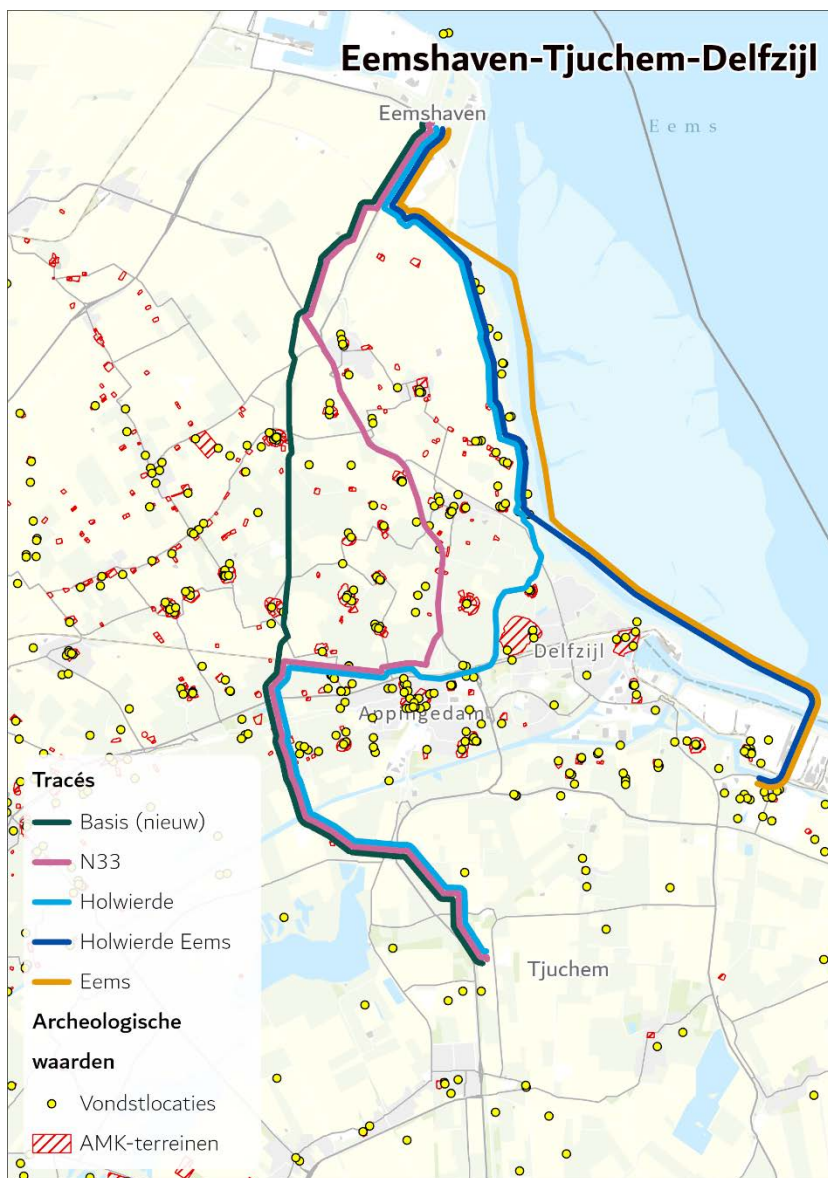 Eemshaven-Tjuchem-Delfzijl
Eemshaven
Eems
Delfzijl
Appingedam
Tjuchem
Tracés
Basis (nieuw)
N33
Holwierde
Holwierde Eems
Eems
Archeologische
waarden
Vondstlocaties
AMK-terreinen